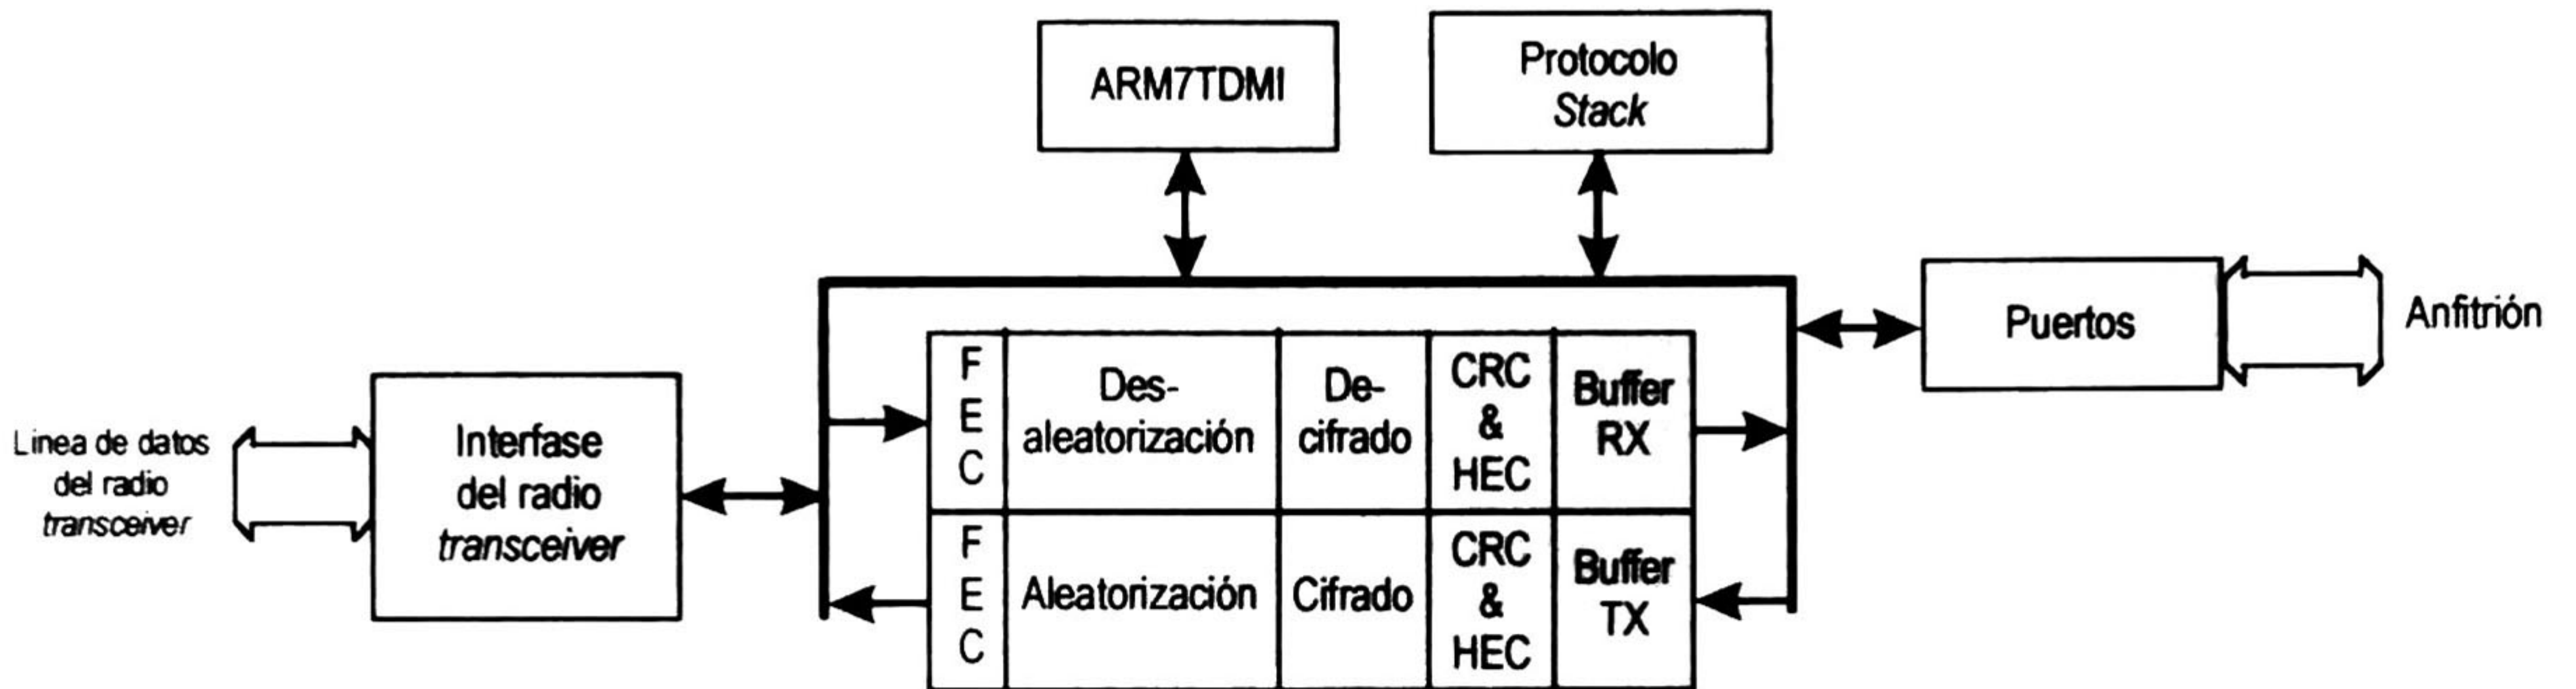 ARM7TDMI
Protocolo
Stack
Puertos
Anfitrión
Linea de datos
del radio
transceiver
Interfase
del radio
transceiver
F
E
C
Des-
aleatorización
De-
cifrado
CRC
&
HEC
Buffer
RX
F
E
C
Aleatorización
Cifrado
CRC
&
HEC
Buffer
TX